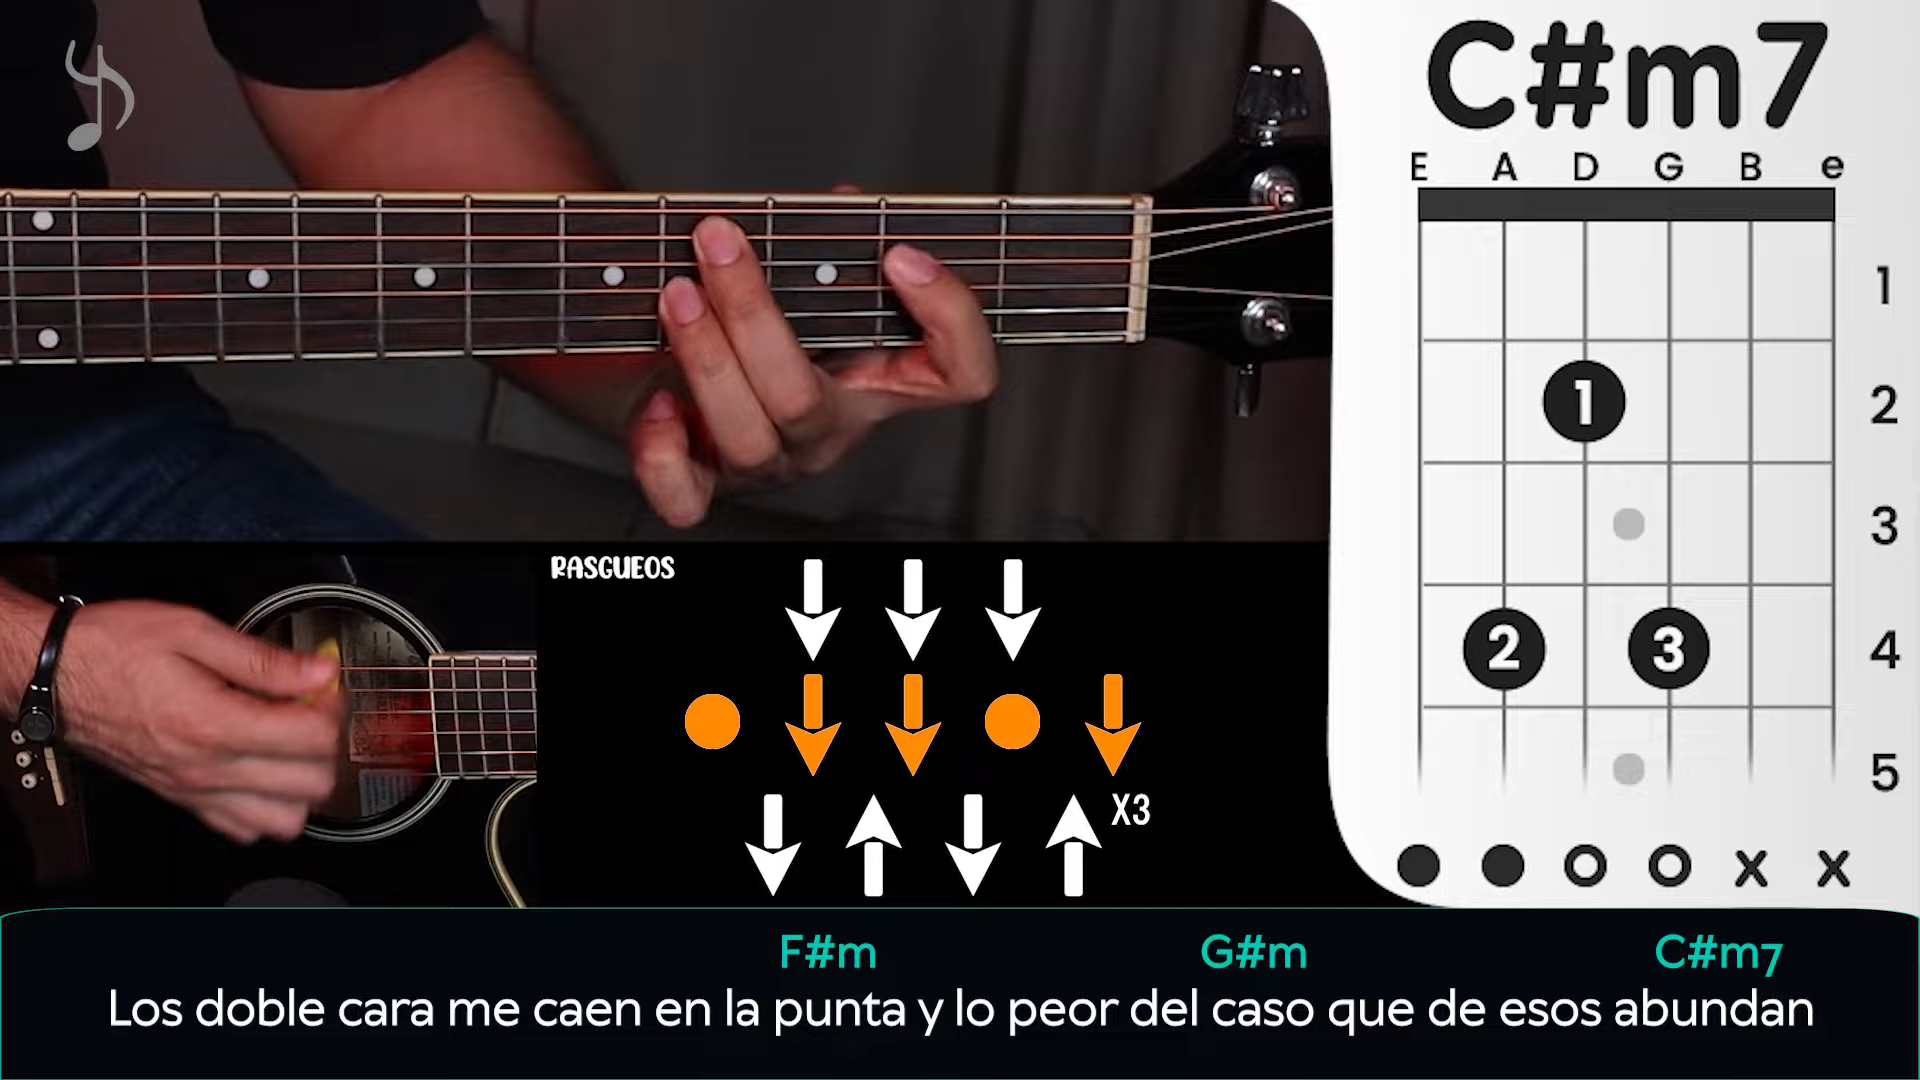 C#m7
E A D G B e
1
2
3
4
5
1
2 3
x x
RASGUEOS
X3
F#m G#m C#m7
Los doble cara me caen en la punta y lo peor del caso que de esos abundan